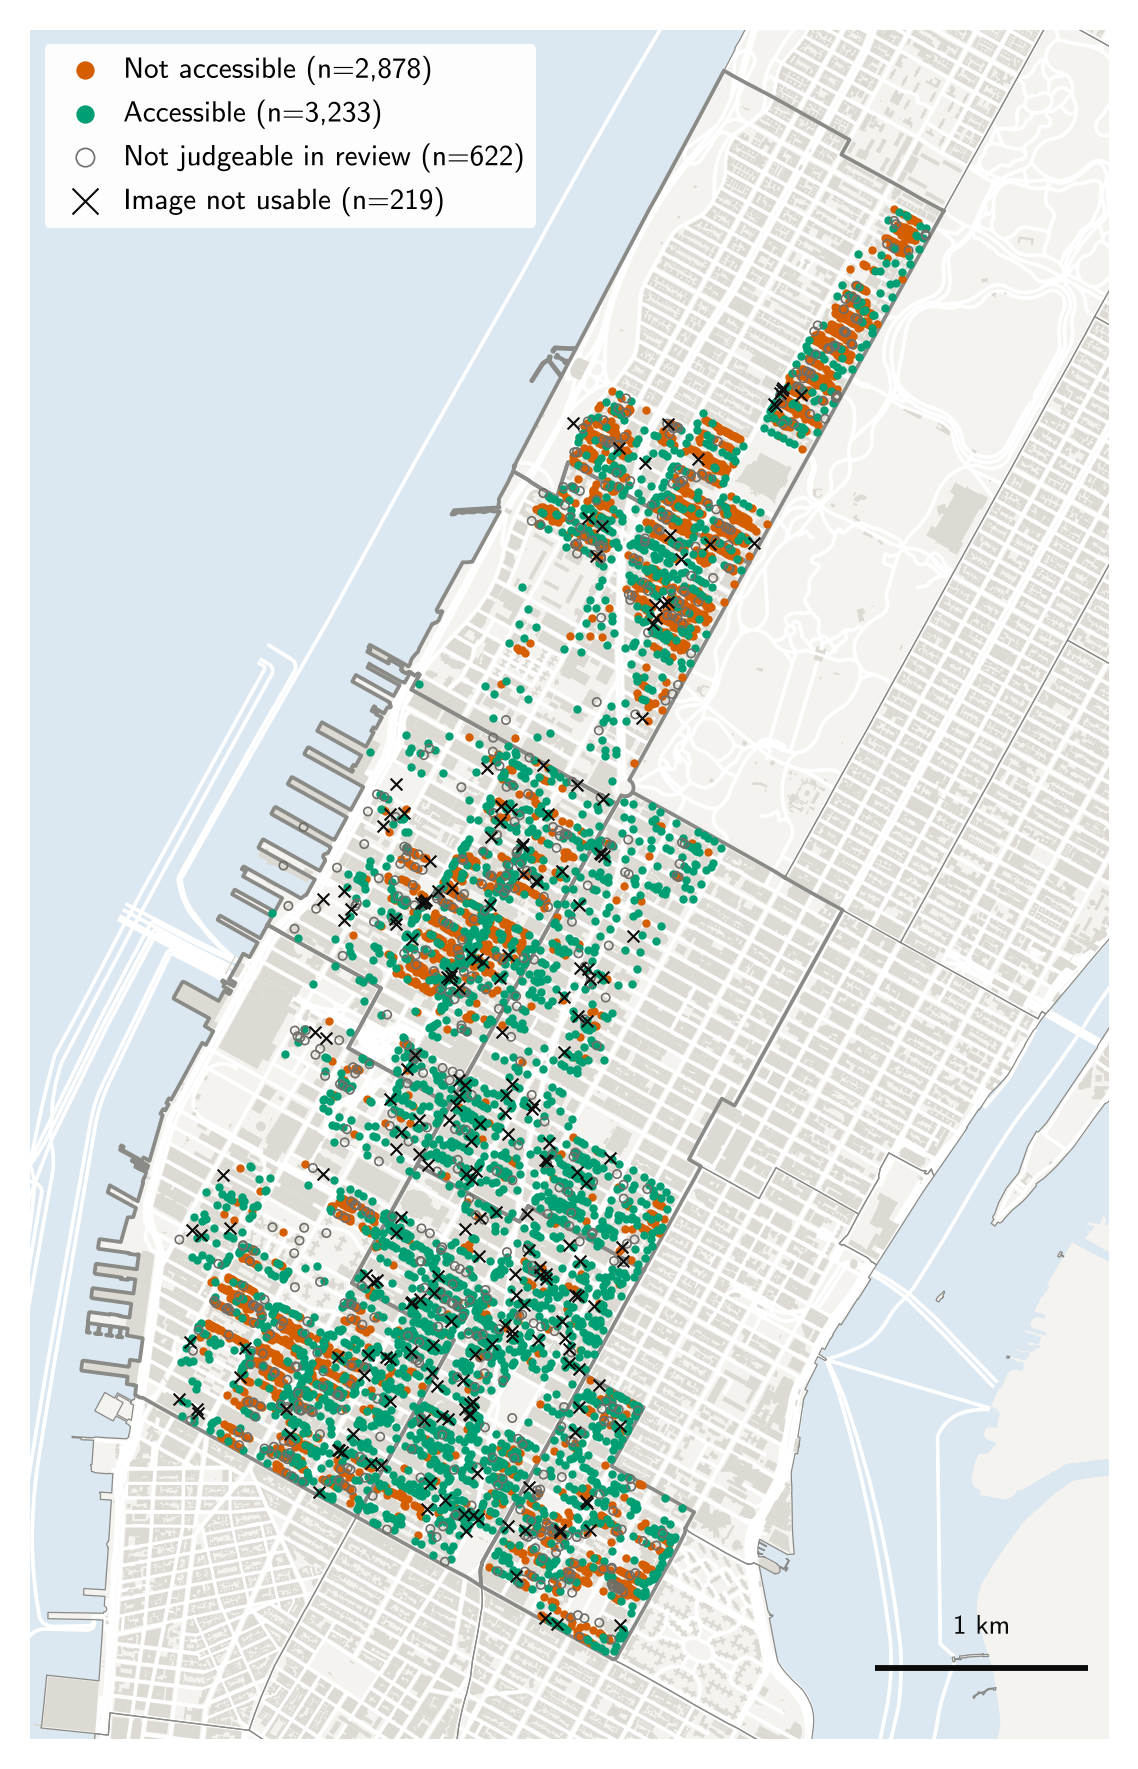 Not accessible (n=2,878)
Accessible (n=3,233)
Not judgeable in review (n=622)
Image not usable (n=219)
1 km